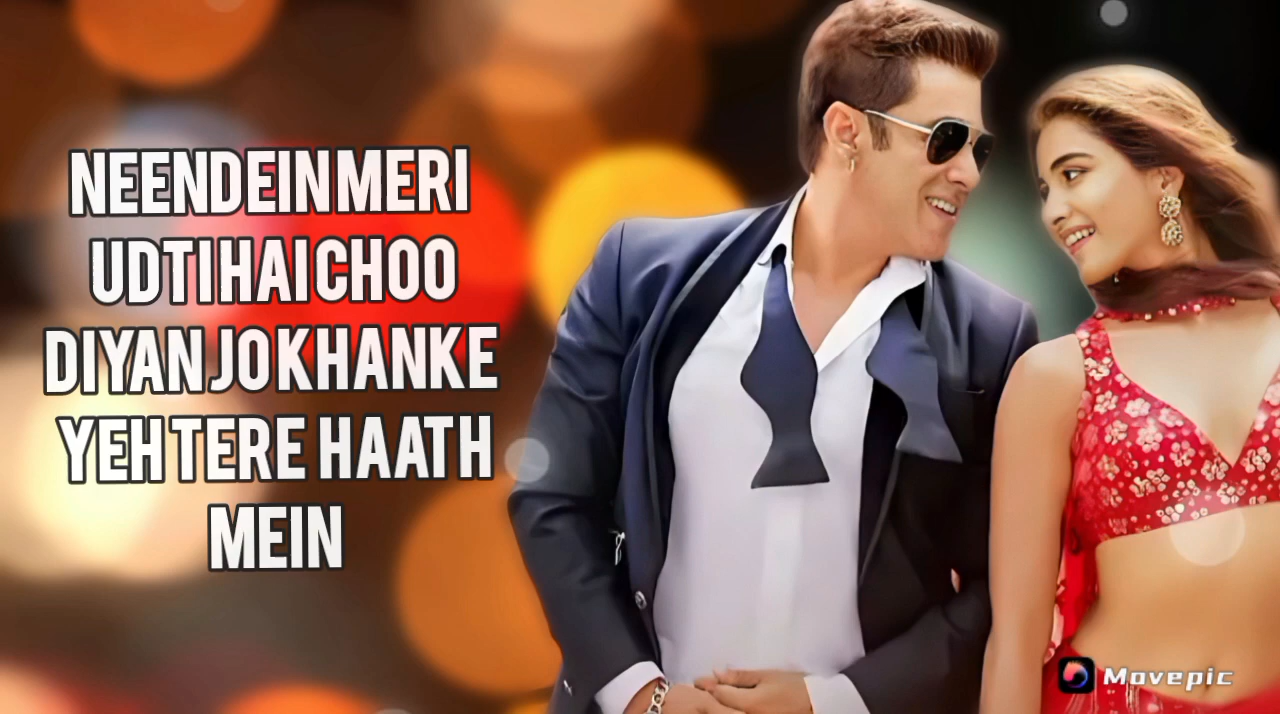 NEENDEIN MERI
UDTI HAI CHOO
DIYAN JO KHANKE
YEH TERE HAATH
MEIN
Movepic